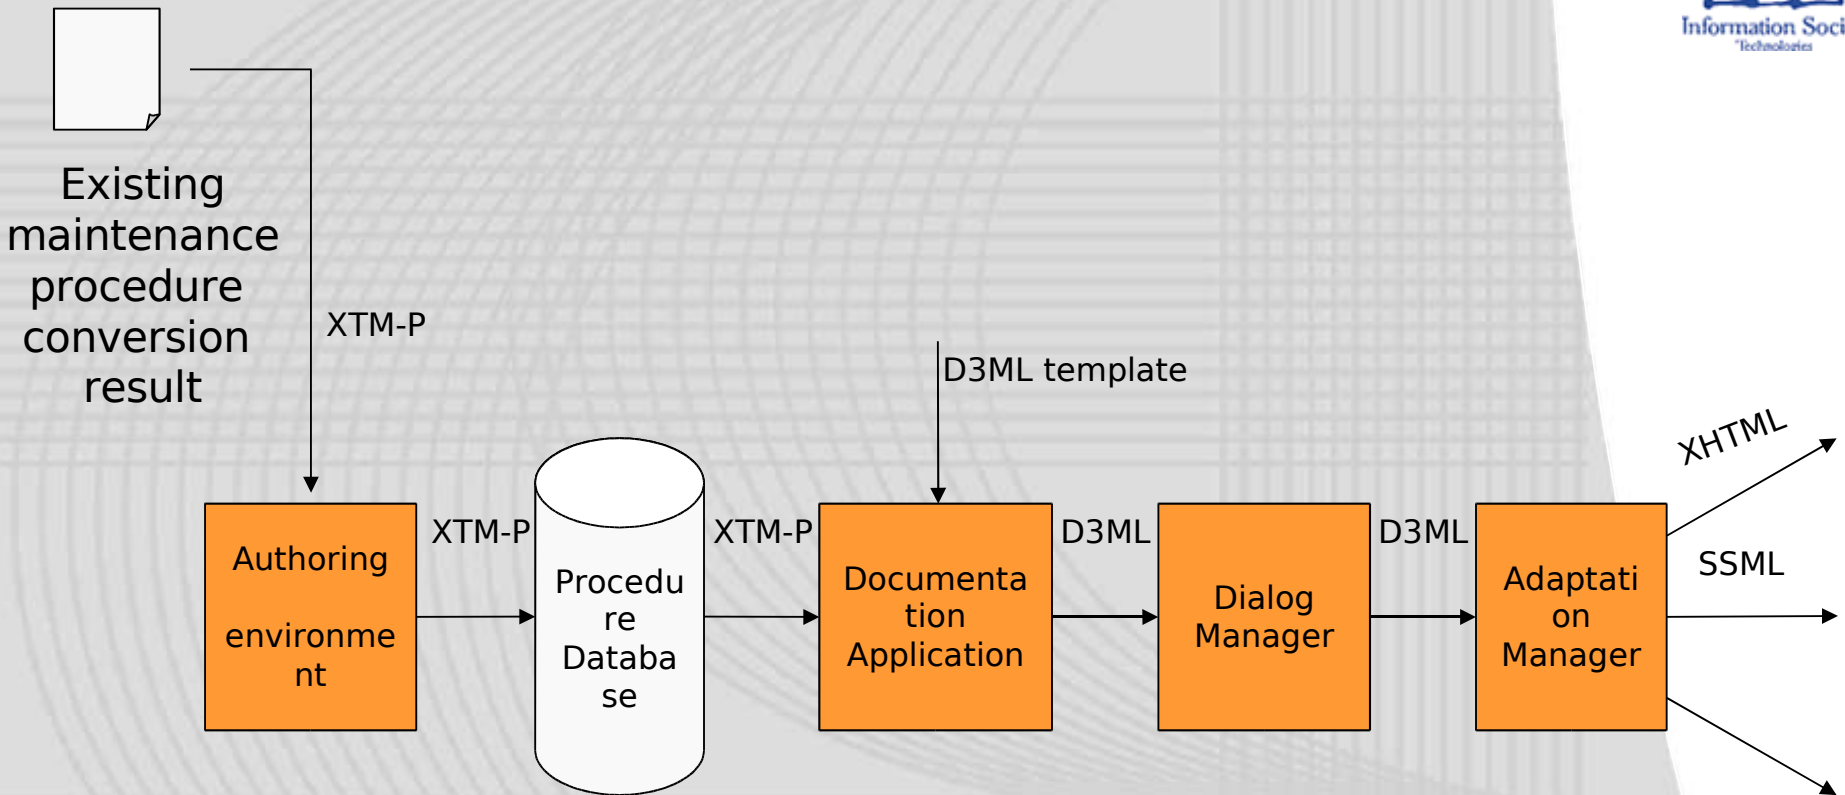 Information Soci
Technologies
Existing
maintenance
procedure
conversion
result
XTM-P
D3ML template
XHTML
XTM-P
XTM-P
D3ML
D3ML
SSML
Authoring
environme
nt
Procedu
re
Databa
se
Documenta
tion
Application
Dialog
Manager
Adaptati
on
Manager